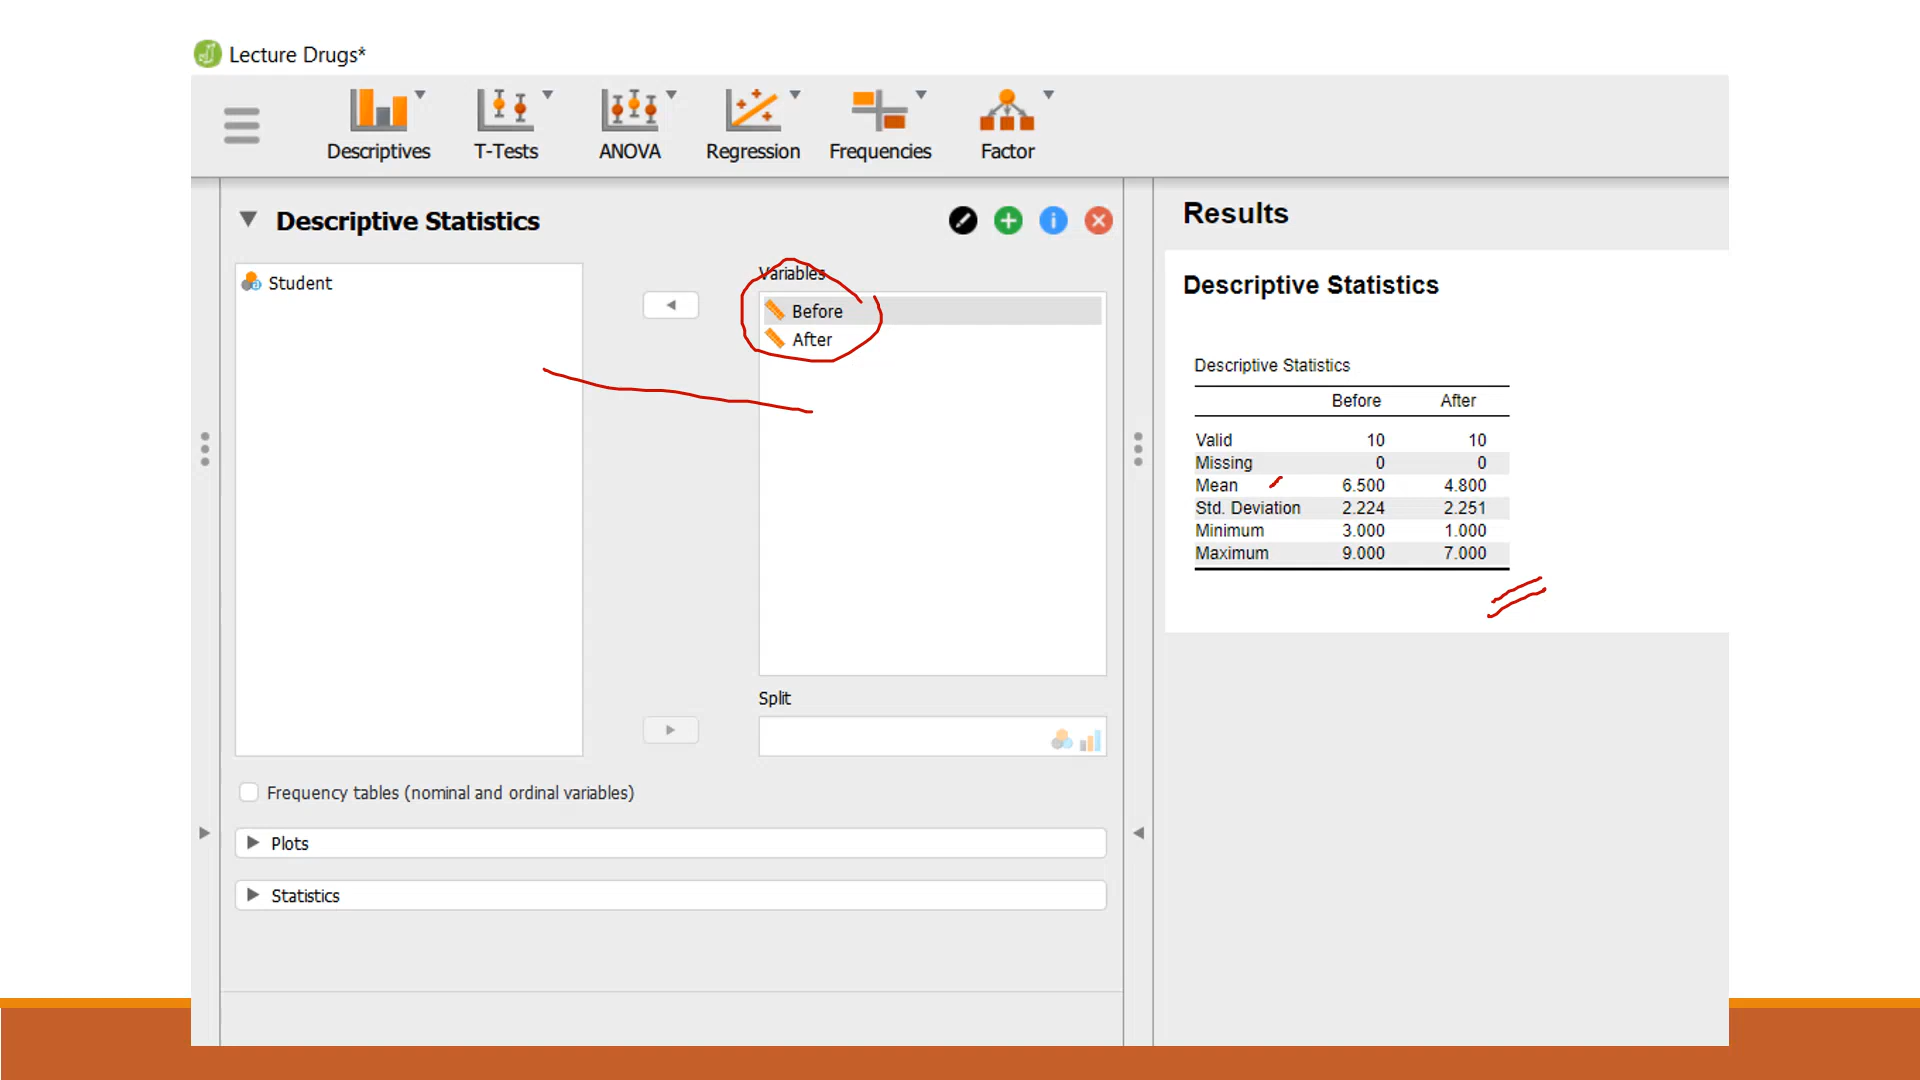 Lecture Drugs*
Descriptives T-Tests ANOVA Regression Frequencies Factor
Descriptive Statistics
Student
Variables
Before
After
Split
Frequency tables (nominal and ordinal variables)
Plots
Statistics
Results
Descriptive Statistics
Descriptive Statistics
Before After
Valid 10 10
Missing 0 0
Mean 6.500 4.800
Std. Deviation 2.224 2.251
Minimum 3.000 1.000
Maximum 9.000 7.000